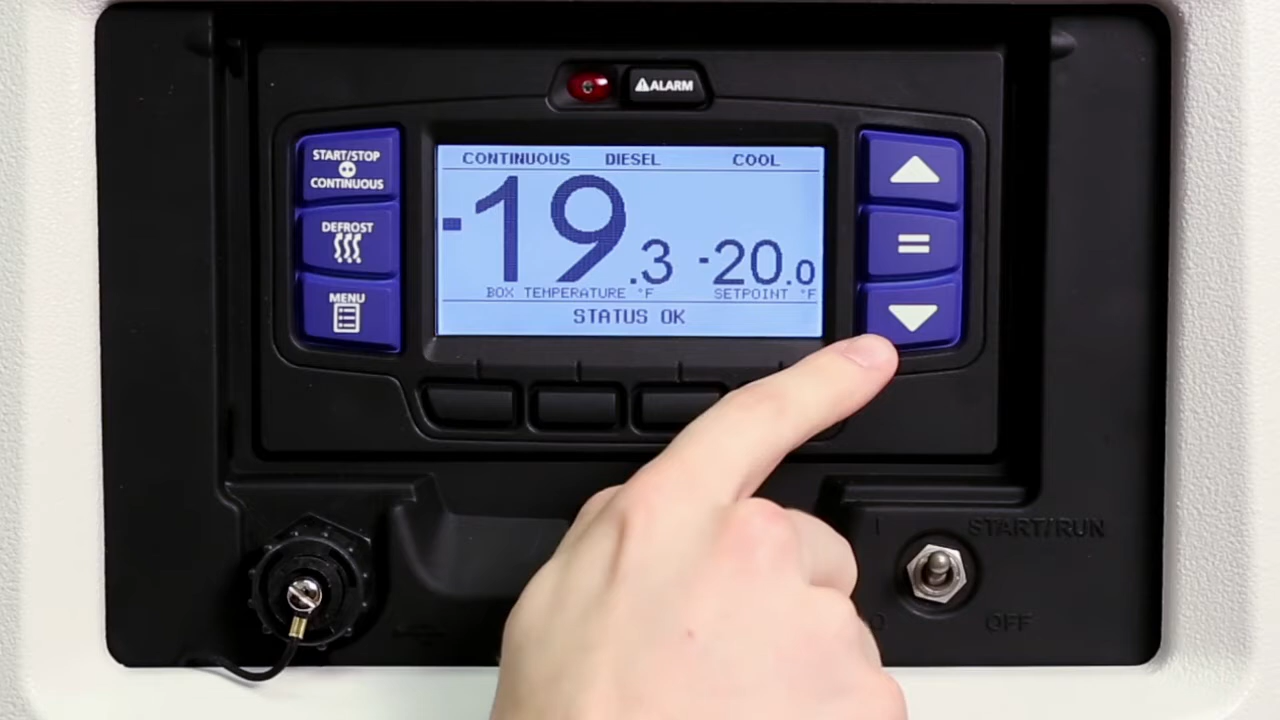 ALARM
START/STOP
CONTINUOUS
DEFROST
MENU
CONTINUOUS DIESEL COOL
-19.3 -20.0
BOX TEMPERATURE °F SETPOINT °F
STATUS OK
I START/RUN
OFF